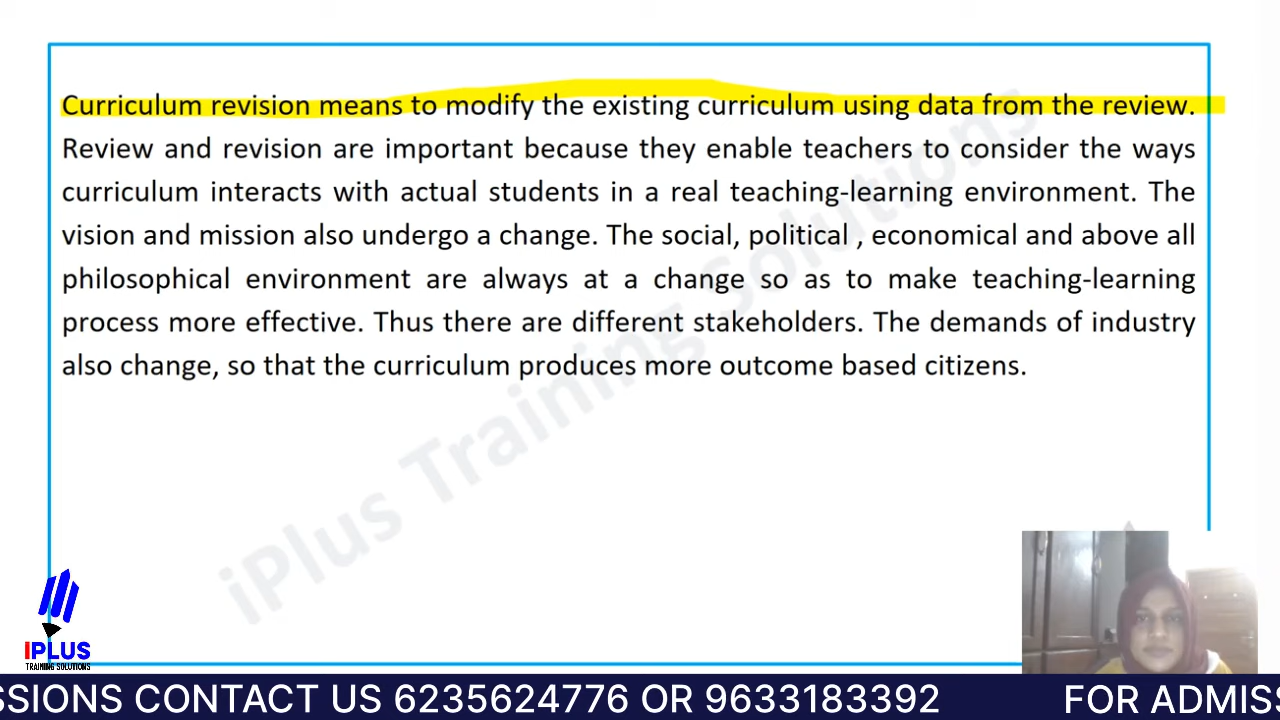 Curriculum revision means to modify the existing curriculum using data from the review.
Review and revision are important because they enable teachers to consider the ways
curriculum interacts with actual students in a real teaching-learning environment. The
vision and mission also undergo a change. The social, political , economical and above all
philosophical environment are always at a change so as to make teaching-learning
process more effective. Thus there are different stakeholders. The demands of industry
also change, so that the curriculum produces more outcome based citizens.
iPlus Training Solutions
IPLUS
TRAINING SOLUTIONS
SSIONS CONTACT US 6235624776 OR 9633183392 FOR ADMISS